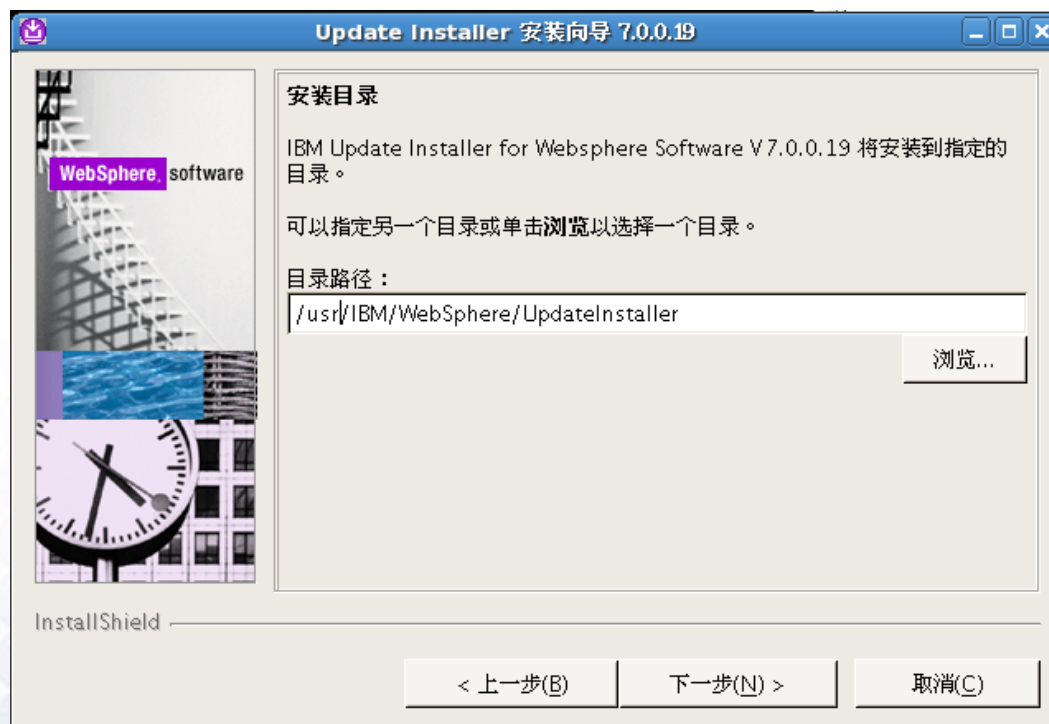 Update Installer 安装向导 7.0.0.19
WebSphere. software
安装目录
IBM Update Installer for Websphere Software V 7.0.0.19 将安装到指定的
目录。
可以指定另一个目录或单击浏览以选择一个目录。
目录路径：
/usr/IBM/WebSphere/UpdateInstaller
浏览...
InstallShield
< 上一步(B)
下一步(N) >
取消(C)